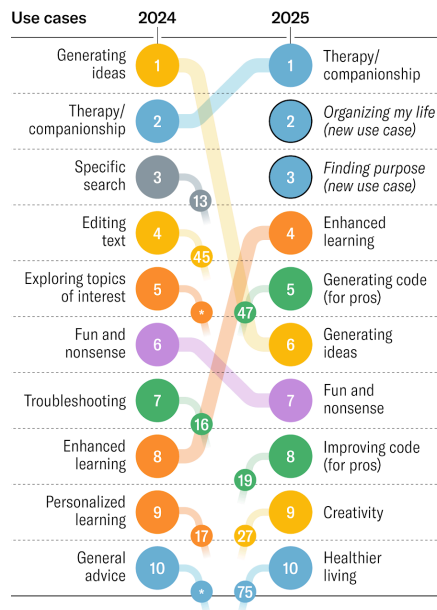 Use cases 2024 2025
Generating
ideas
1
1
Therapy/
companionship
Therapy/
companionship
2
2
Organizing my life
(new use case)
Specific
search
3
13
3
Finding purpose
(new use case)
Editing
text
4
45
4
Enhanced
learning
Exploring topics
of interest
5
*
47
5
Generating code
(for pros)
Fun and
nonsense
6
6
Generating
ideas
Troubleshooting
7
16
7
Fun and
nonsense
Enhanced
learning
8
19
8
Improving code
(for pros)
Personalized
learning
9
17
27
9
Creativity
General
advice
10
*
75
10
Healthier
living